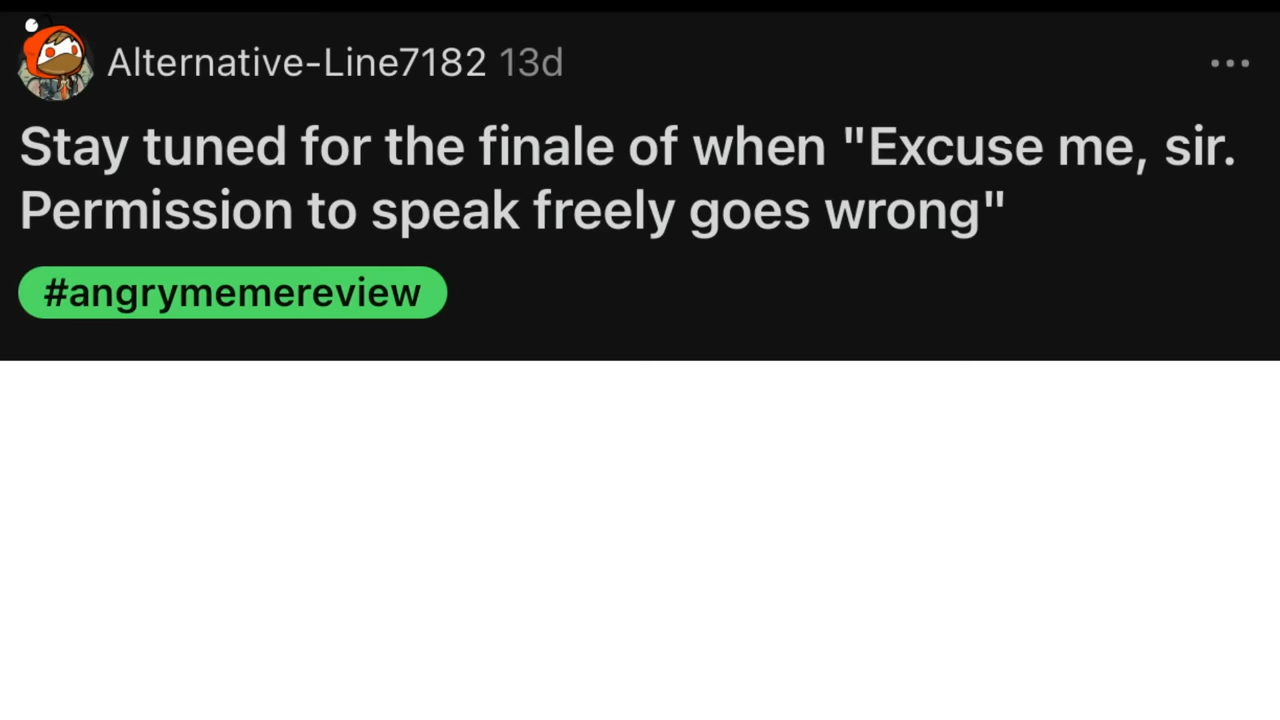 Alternative-Line7182 13d
Stay tuned for the finale of when "Excuse me, sir.
Permission to speak freely goes wrong"
#angrymemereview